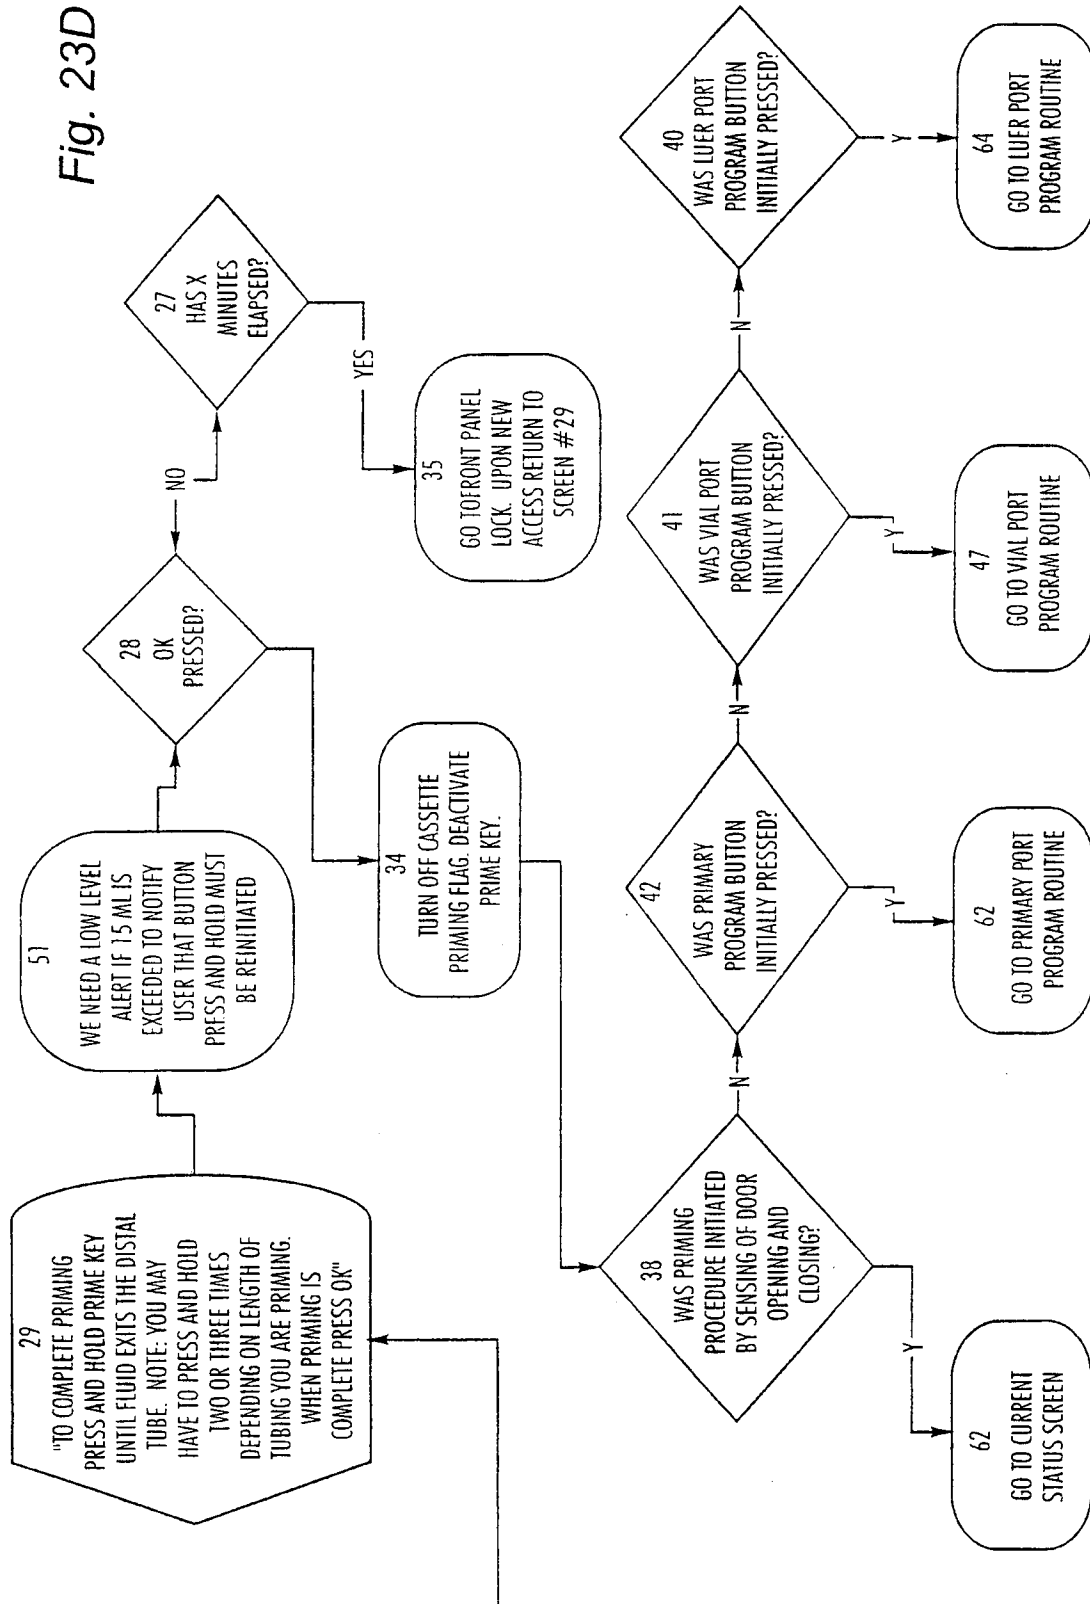 Fig. 23D
29
"TO COMPLETE PRIMING
PRESS AND HOLD PRIME KEY
UNTIL FLUID EXITS THE DISTAL
TUBE. NOTE: YOU MAY
HAVE TO PRESS AND HOLD
TWO OR THREE TIMES
DEPENDING ON LENGTH OF
TUBING YOU ARE PRIMING.
WHEN PRIMING IS
COMPLETE PRESS OK"
51
WE NEED A LOW LEVEL
ALERT IF 15 ML IS
EXCEEDED TO NOTIFY
USER THAT BUTTON
PRESS AND HOLD MUST
BE REINITIATED
28
OK
PRESSED?
NO
27
HAS X
MINUTES
ELAPSED?
YES
35
GO TOFRONT PANEL
LOCK. UPON NEW
ACCESS RETURN TO
SCREEN #29
34
TURN OFF CASSETTE
PRIMING FLAG. DEACTIVATE
PRIME KEY.
38
WAS PRIMING
PROCEDURE INITIATED
BY SENSING OF DOOR
OPENING AND
CLOSING?
N
42
WAS PRIMARY
PROGRAM BUTTON
INITIALLY PRESSED?
N
41
WAS VIAL PORT
PROGRAM BUTTON
INITIALLY PRESSED?
N
40
WAS LUER PORT
PROGRAM BUTTON
INITIALLY PRESSED?
Y
62
GO TO CURRENT
STATUS SCREEN
Y
62
GO TO PRIMARY PORT
PROGRAM ROUTINE
Y
47
GO TO VIAL PORT
PROGRAM ROUTINE
Y
64
GO TO LUER PORT
PROGRAM ROUTINE